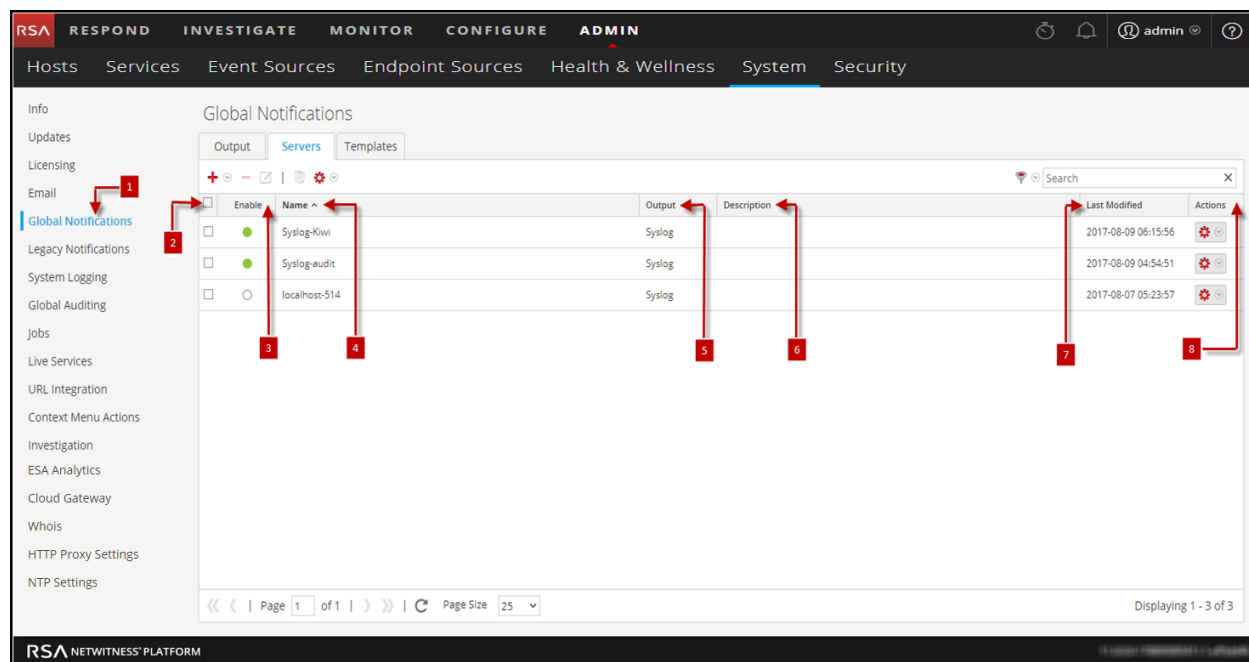 RSA RESPOND INVESTIGATE MONITOR CONFIGURE ADMIN admin ?
Hosts Services Event Sources Endpoint Sources Health & Wellness System Security
Info
Updates
Licensing
Email
Global Notifications
Legacy Notifications
System Logging
Global Auditing
Jobs
Live Services
URL Integration
Context Menu Actions
Investigation
ESA Analytics
Cloud Gateway
Whois
HTTP Proxy Settings
NTP Settings
1
2
Global Notifications
Output Servers Templates
Search X
Enable Name Output Description Last Modified Actions
Syslog-Kiwi Syslog 2017-08-09 06:15:56
Syslog-audit Syslog 2017-08-09 04:54:51
localhost-514 Syslog 2017-08-07 05:23:57
3 4 5 6 7 8
Page 1 of 1 | Page Size 25 Displaying 1 - 3 of 3
RSA NETWITNESS® PLATFORM